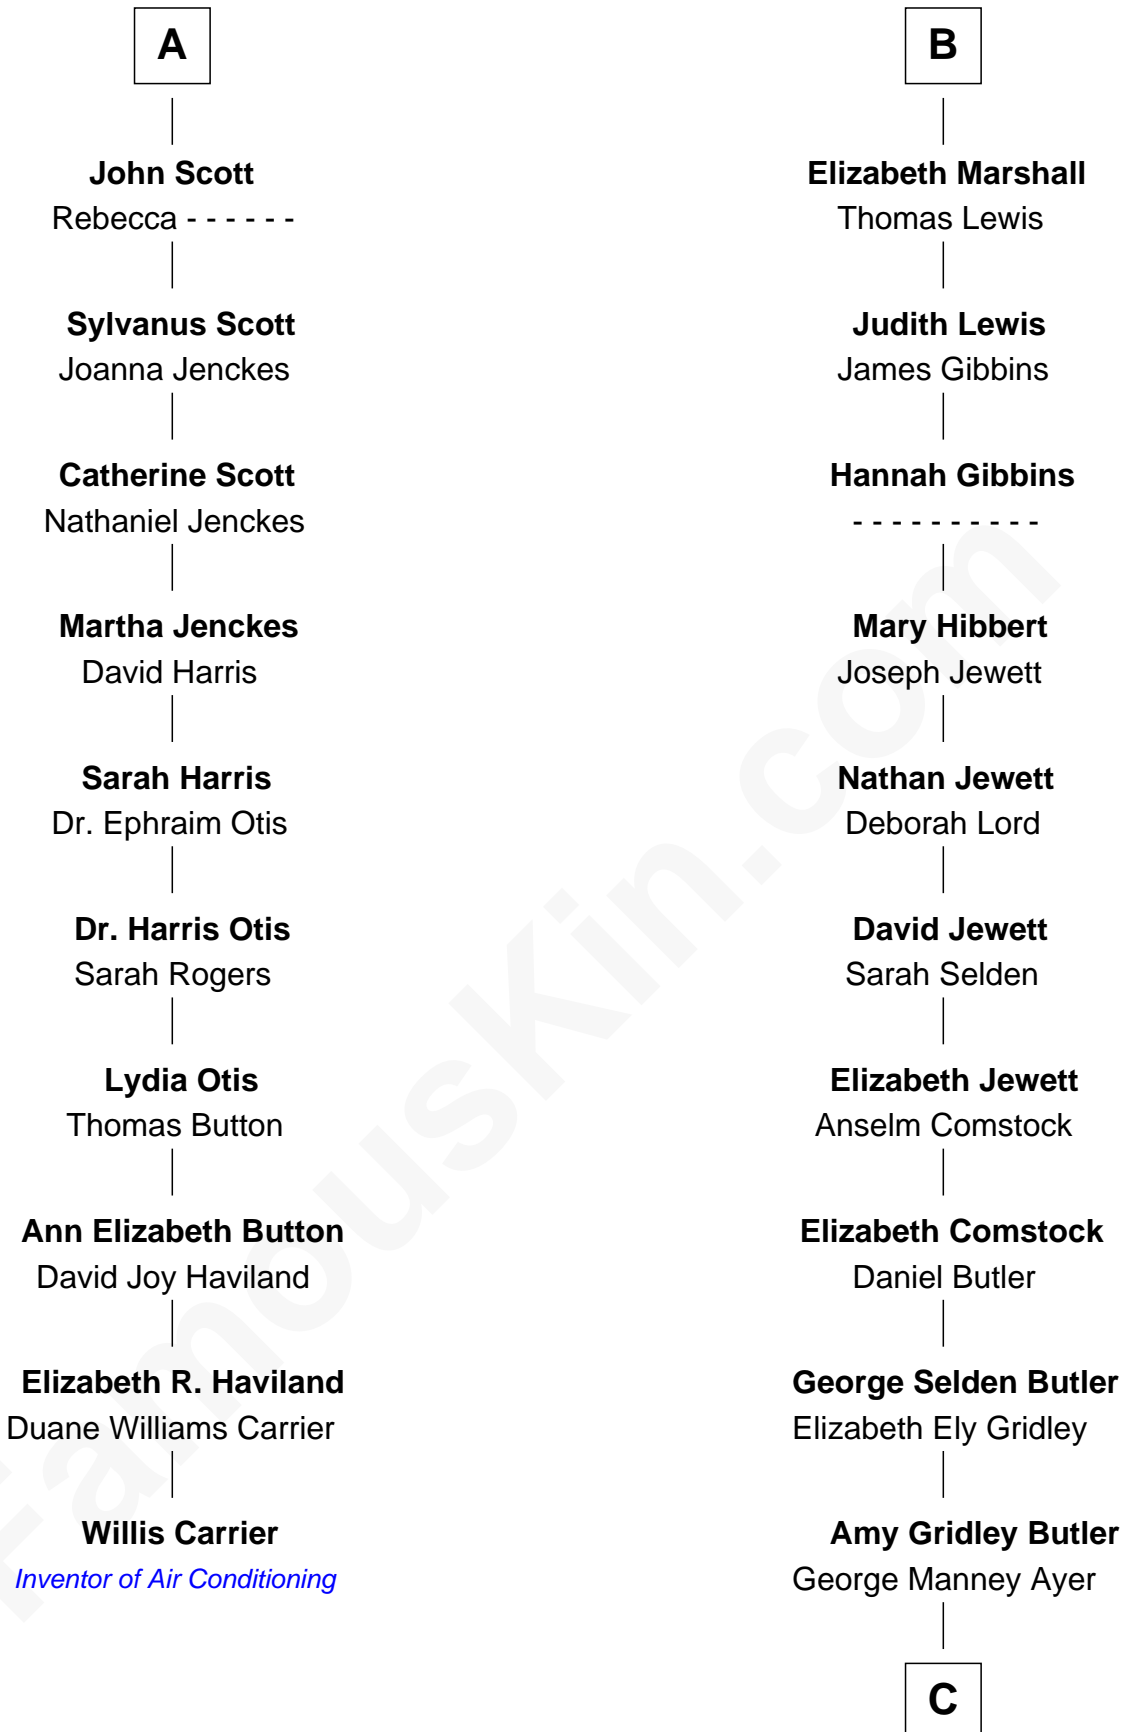 A
John Scott
Rebecca - - - - - -
Sylvanus Scott
Joanna Jenckes
Catherine Scott
Nathaniel Jenckes
Martha Jenckes
David Harris
Sarah Harris
Dr. Ephraim Otis
Dr. Harris Otis
Sarah Rogers
Lydia Otis
Thomas Button
Ann Elizabeth Button
David Joy Haviland
Elizabeth R. Haviland
Duane Williams Carrier
Willis Carrier
Inventor of Air Conditioning
B
Elizabeth Marshall
Thomas Lewis
Judith Lewis
James Gibbins
Hannah Gibbins
- - - - - - - - - -
Mary Hibbert
Joseph Jewett
Nathan Jewett
Deborah Lord
David Jewett
Sarah Selden
Elizabeth Jewett
Anselm Comstock
Elizabeth Comstock
Daniel Butler
George Selden Butler
Elizabeth Ely Gridley
Amy Gridley Butler
George Manney Ayer
C
FamousKin.com